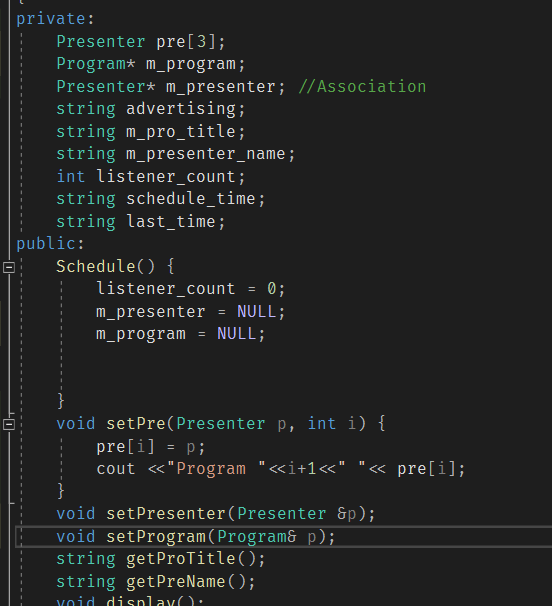 {
private:
    Presenter pre[3];
    Program* m_program;
    Presenter* m_presenter; //Association
    string advertising;
    string m_pro_title;
    string m_presenter_name;
    int listener_count;
    string schedule_time;
    string last_time;
public:
    Schedule() {
        listener_count = 0;
        m_presenter = NULL;
        m_program = NULL;
    }
    void setPre(Presenter p, int i) {
        pre[i] = p;
        cout <<"Program "<<i+1<<" "<< pre[i];
    }
    void setPresenter(Presenter &p);
    void setProgram(Program& p);
    string getProTitle();
    string getPreName();
    void display();